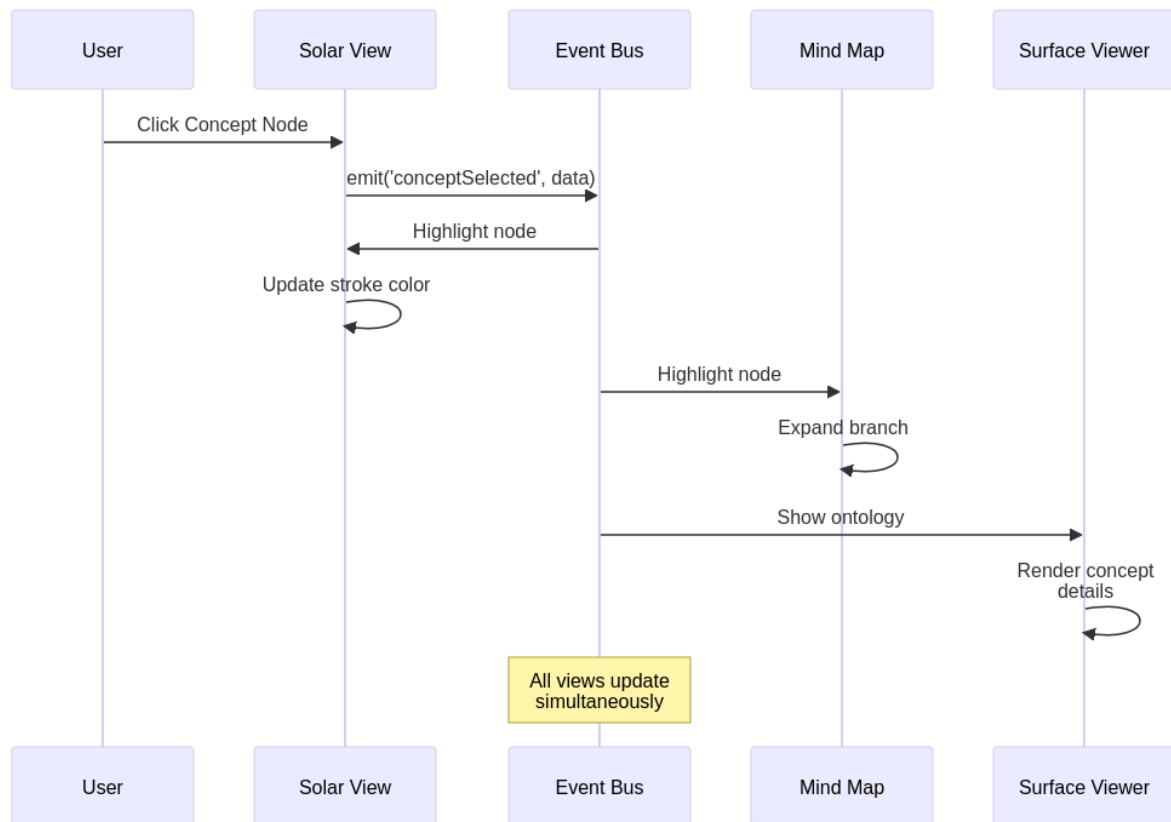 User
Solar View
Event Bus
Mind Map
Surface Viewer
Click Concept Node
emit('conceptSelected', data)
Highlight node
Update stroke color
Highlight node
Expand branch
Show ontology
Render concept
details
All views update
simultaneously
User
Solar View
Event Bus
Mind Map
Surface Viewer